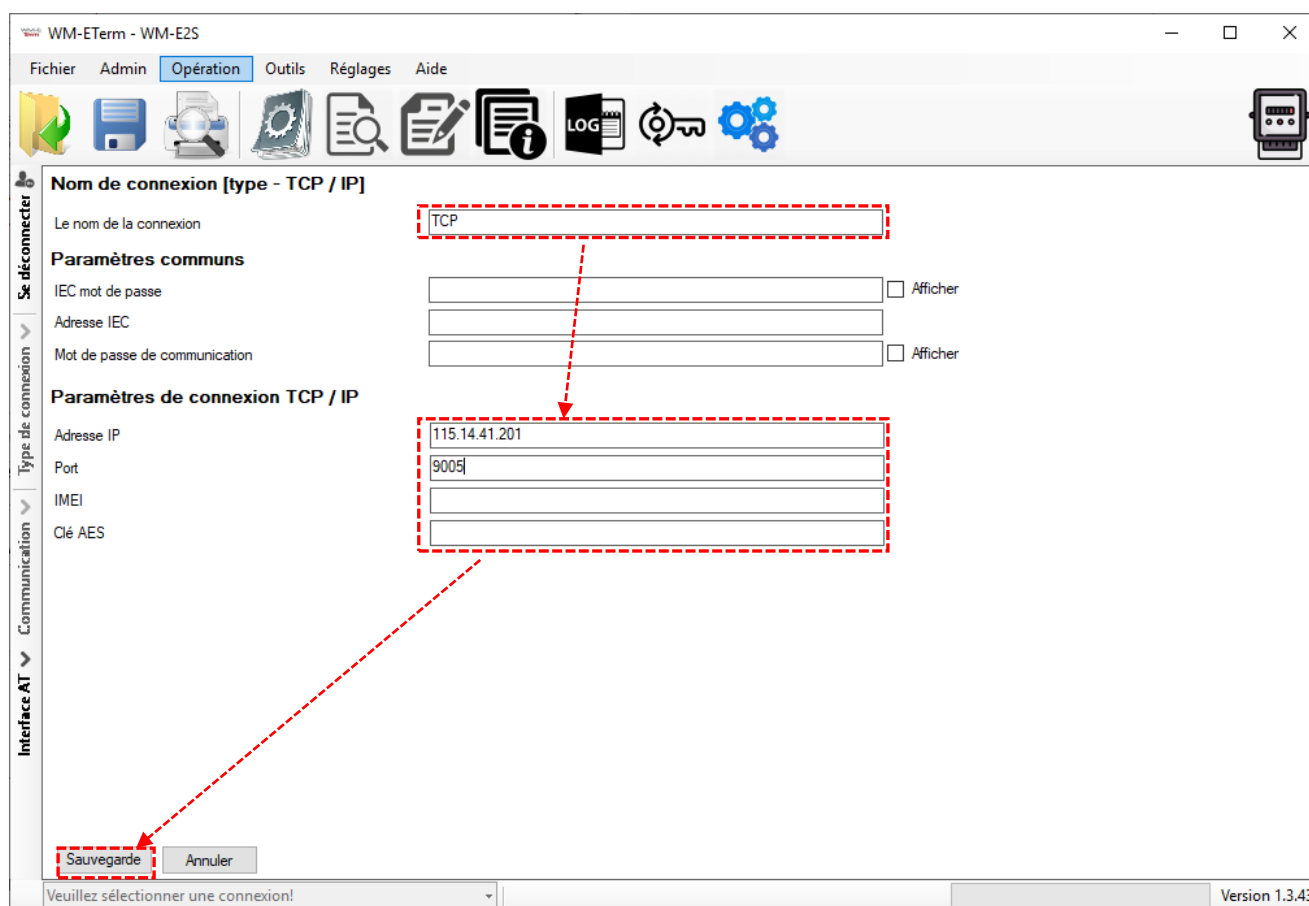 WM-ETerm - WM-E2S
Fichier Admin Opération Outils Réglages Aide
LOG
Se déconnecter
Type de connexion
Communication
Interface AT
Nom de connexion [type - TCP / IP]
Le nom de la connexion TCP
Paramètres communs
IEC mot de passe Afficher
Adresse IEC
Mot de passe de communication Afficher
Paramètres de connexion TCP / IP
Adresse IP 115.14.41.201
Port 9005
IMEI
Clé AES
Sauvegarde Annuler
Veuillez sélectionner une connexion! Version 1.3.43